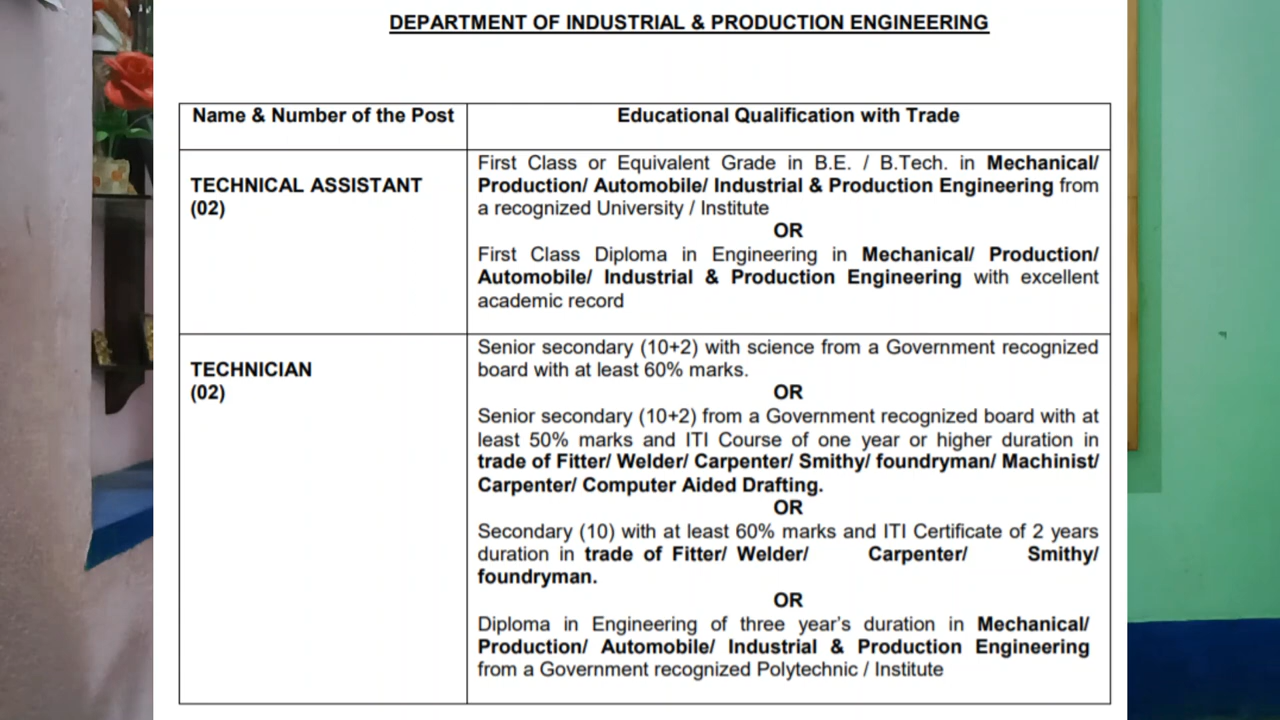 DEPARTMENT OF INDUSTRIAL & PRODUCTION ENGINEERING
Name & Number of the Post
Educational Qualification with Trade
TECHNICAL ASSISTANT
(02)
First Class or Equivalent Grade in B.E. / B.Tech. in Mechanical/
Production/ Automobile/ Industrial & Production Engineering from
a recognized University / Institute
OR
First Class Diploma in Engineering in Mechanical/ Production/
Automobile/ Industrial & Production Engineering with excellent
academic record
TECHNICIAN
(02)
Senior secondary (10+2) with science from a Government recognized
board with at least 60% marks.
OR
Senior secondary (10+2) from a Government recognized board with at
least 50% marks and ITI Course of one year or higher duration in
trade of Fitter/ Welder/ Carpenter/ Smithy/ foundryman/ Machinist/
Carpenter/ Computer Aided Drafting.
OR
Secondary (10) with at least 60% marks and ITI Certificate of 2 years
duration in trade of Fitter/ Welder/ Carpenter/ Smithy/
foundryman.
OR
Diploma in Engineering of three year's duration in Mechanical/
Production/ Automobile/ Industrial & Production Engineering
from a Government recognized Polytechnic / Institute